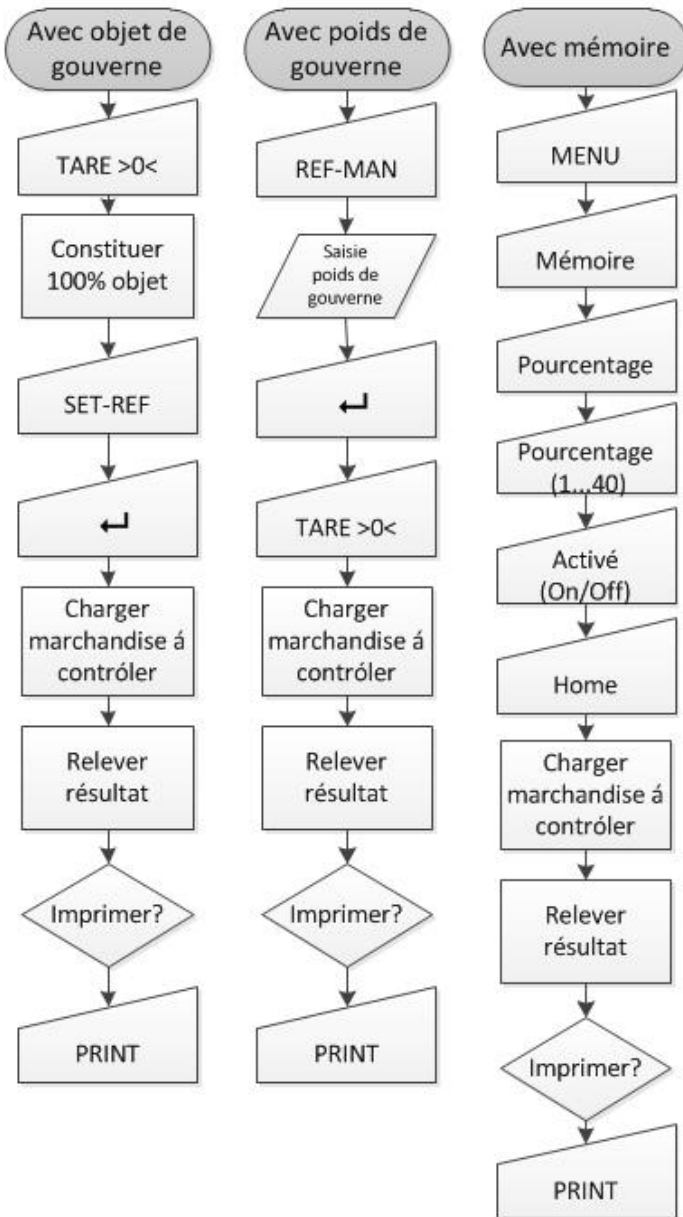 Avec objet de
gouverne
TARE >0<
Constituer
100% objet
SET-REF
↵
Charger
marchandise á
contróler
Relever
résultat
Imprimer?
PRINT
Avec poids de
gouverne
REF-MAN
Saisie
poids de
gouverne
↵
TARE >0<
Charger
marchandise á
contróler
Relever
résultat
Imprimer?
PRINT
Avec mémoire
MENU
Mémoire
Pourcentage
Pourcentage
(1...40)
Activé
(On/Off)
Home
Charger
marchandise á
contróler
Relever
résultat
Imprimer?
PRINT